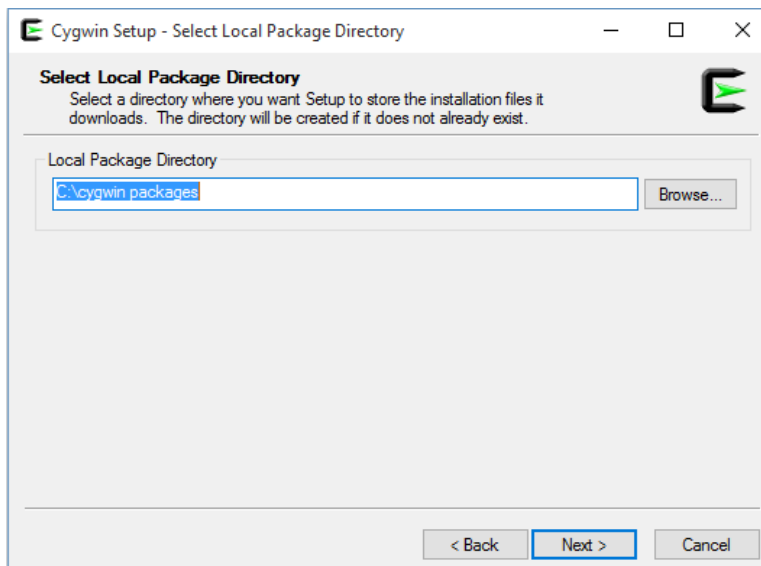 Cygwin Setup - Select Local Package Directory
Select Local Package Directory
Select a directory where you want Setup to store the installation files it
downloads.  The directory will be created if it does not already exist.
Local Package Directory
C:\cygwin packages
Browse...
< Back
Next >
Cancel